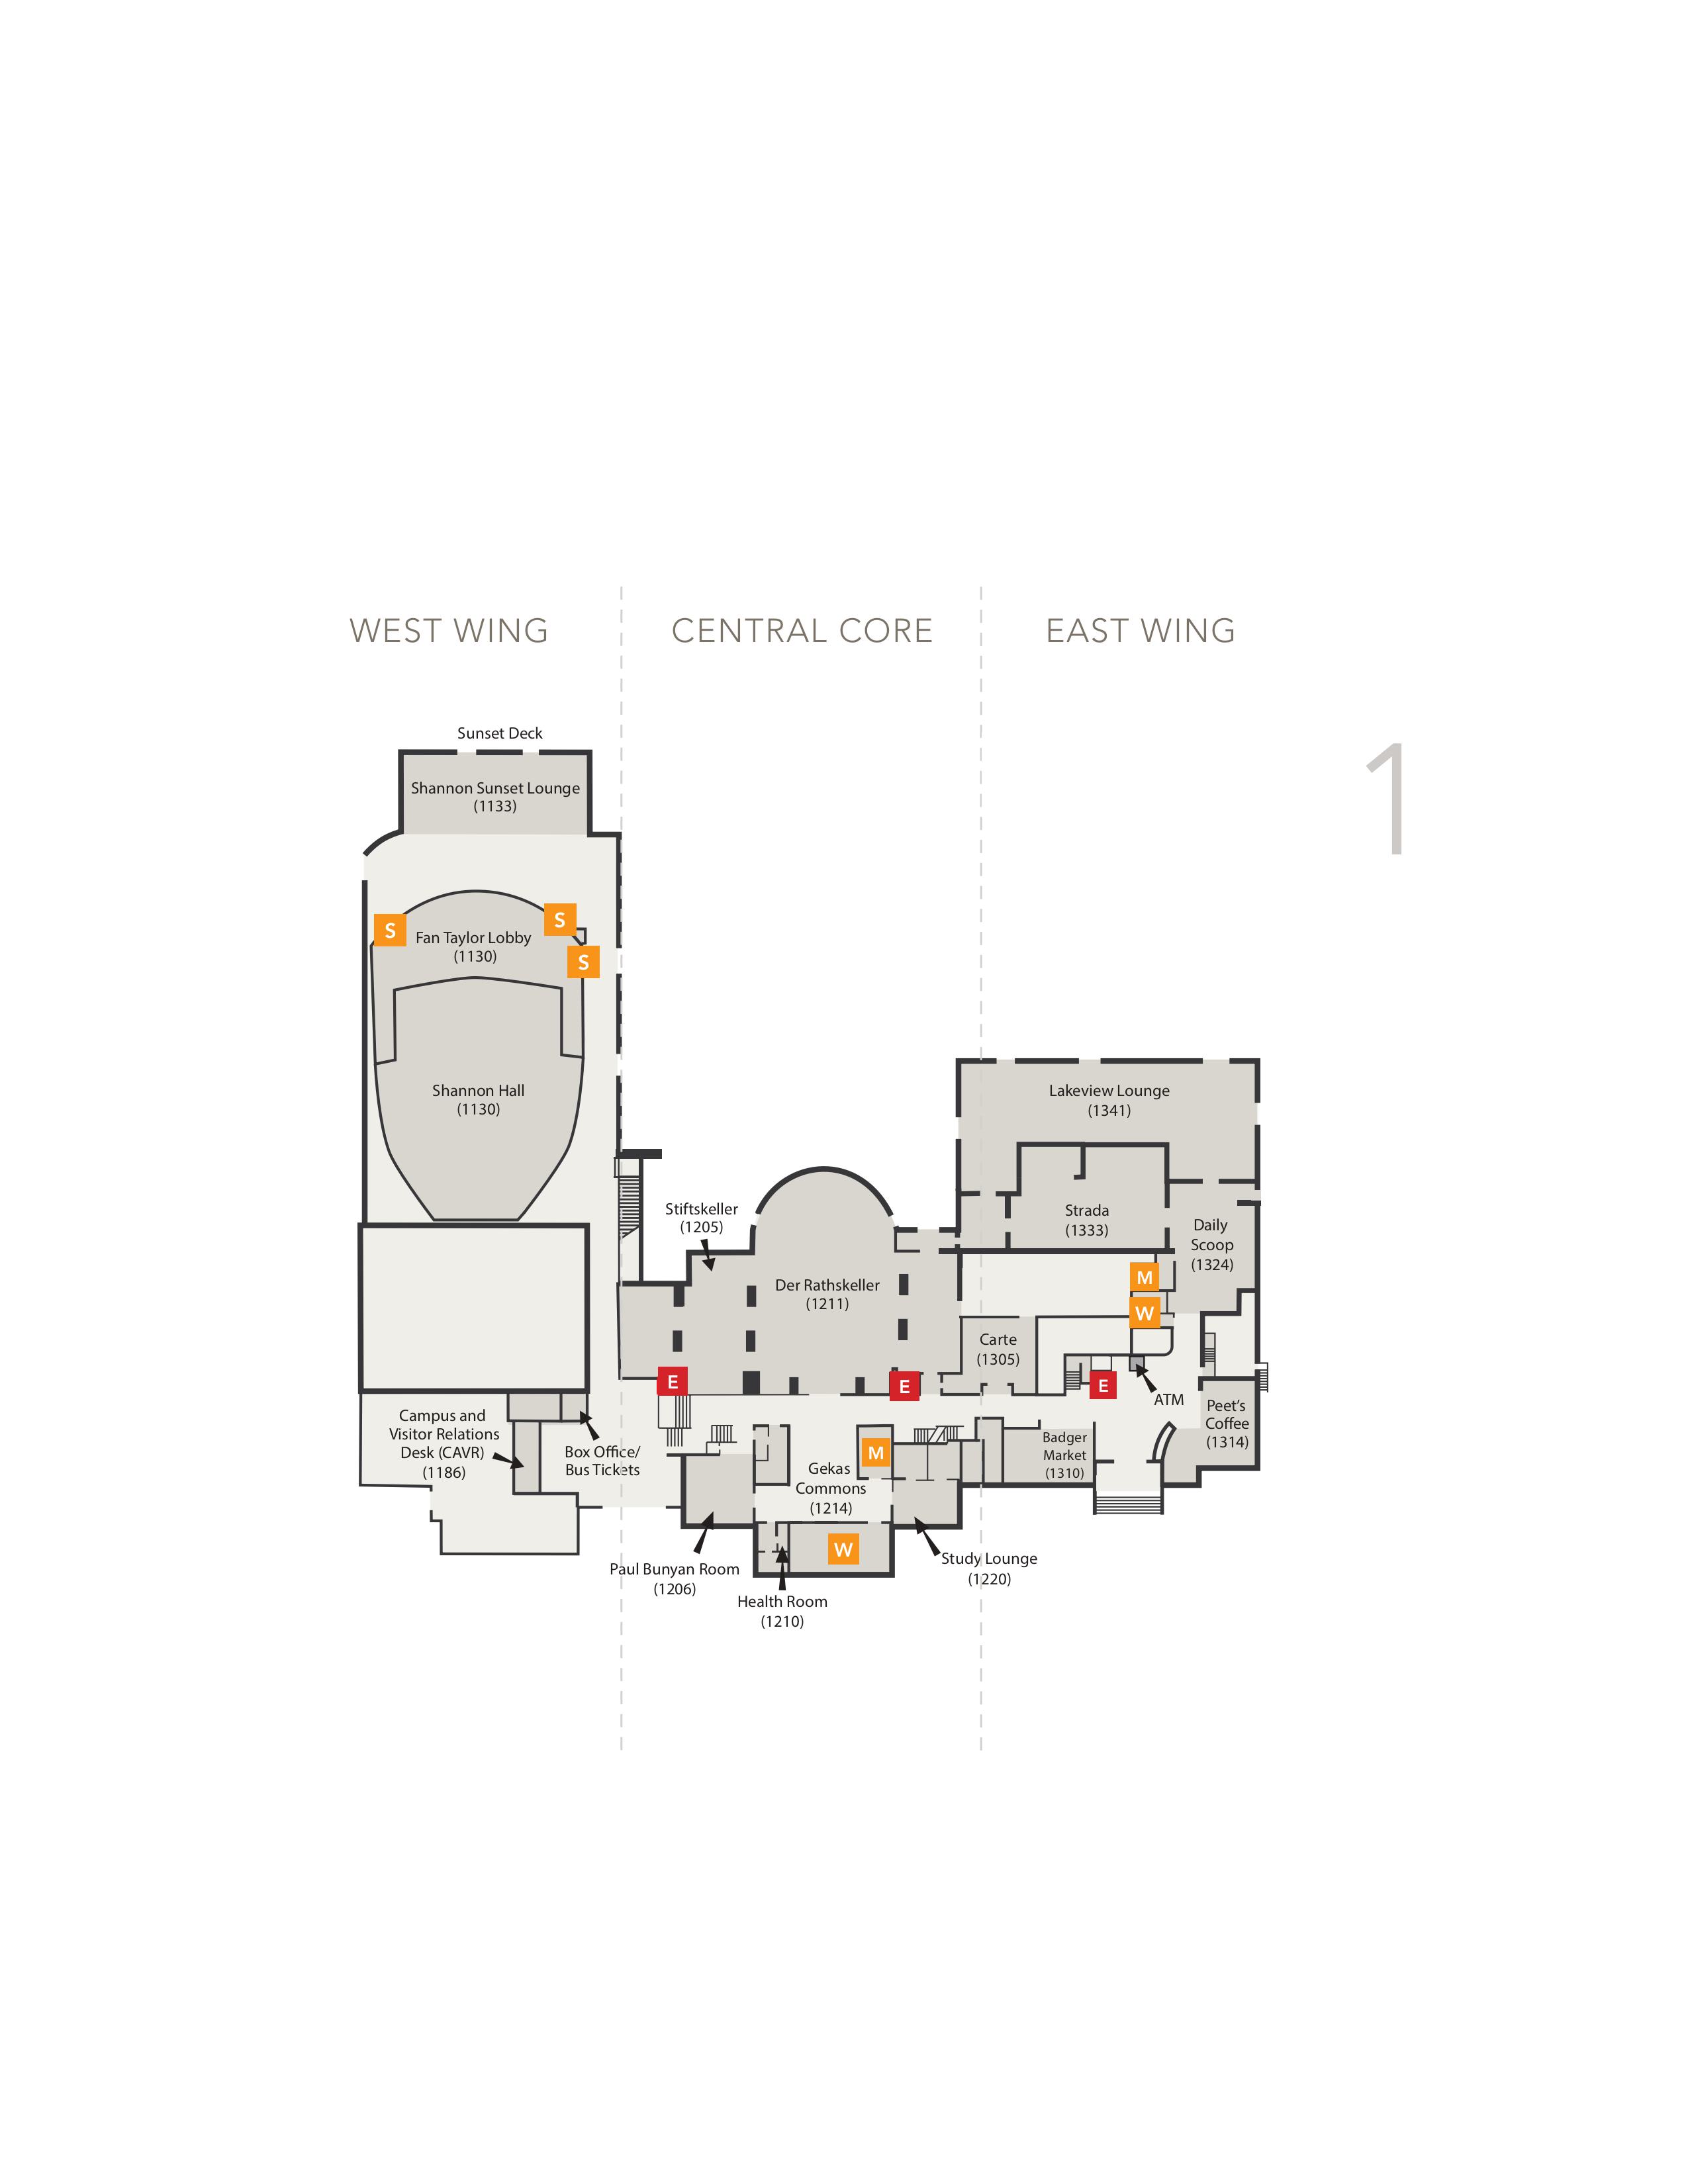 WEST WING
CENTRAL CORE
EAST WING
1
Sunset Deck
Shannon Sunset Lounge
(1133)
S
S
S
Fan Taylor Lobby
(1130)
Shannon Hall
(1130)
Lakeview Lounge
(1341)
Strada
(1333)
Daily
Scoop
(1324)
Stiftskeller
(1205)
Der Rathskeller
(1211)
M
W
Carte
(1305)
E
E
E
ATM
Peet's
Coffee
(1314)
Campus and
Visitor Relations
Desk (CAVR)
(1186)
Box Office/
Bus Tickets
M
Gekas
Commons
(1214)
Badger
Market
(1310)
W
Paul Bunyan Room
(1206)
Health Room
(1210)
Study Lounge
(1220)